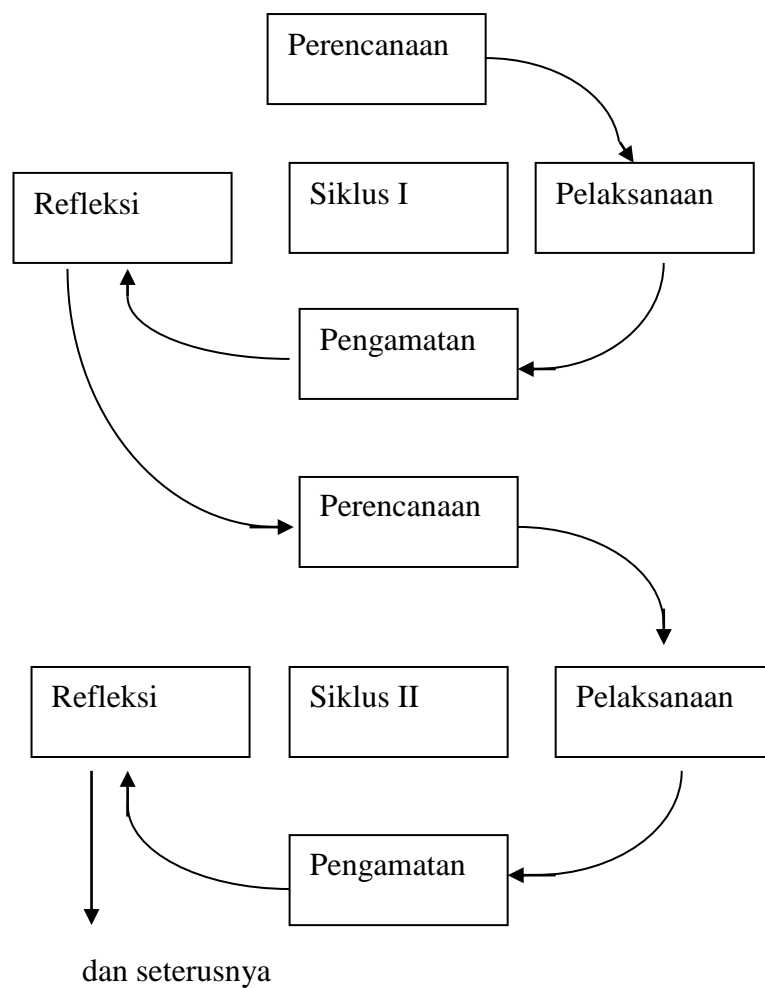 Perencanaan
Refleksi
Siklus I
Pelaksanaan
Pengamatan
Perencanaan
Refleksi
Siklus II
Pelaksanaan
Pengamatan
dan seterusnya